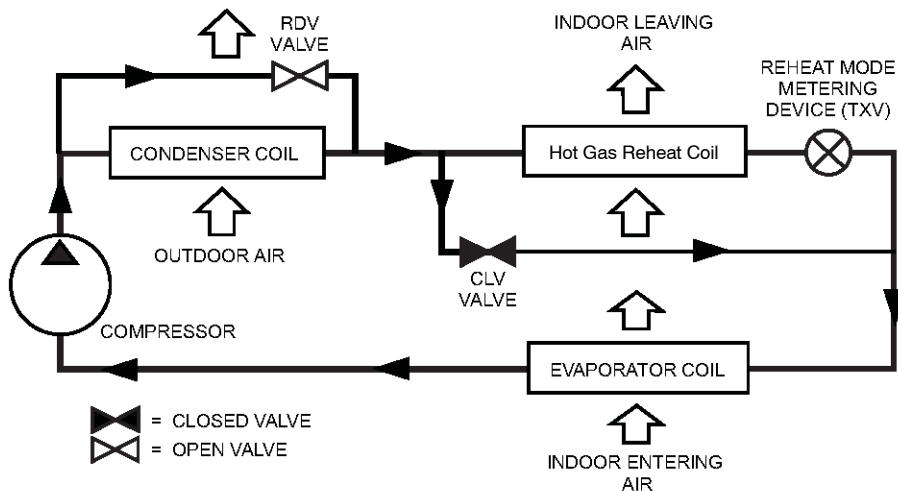 RDV
VALVE
INDOOR LEAVING
AIR
REHEAT MODE
METERING
DEVICE (TXV)
CONDENSER COIL
Hot Gas Reheat Coil
OUTDOOR AIR
CLV
VALVE
COMPRESSOR
EVAPORATOR COIL
= CLOSED VALVE
= OPEN VALVE
INDOOR ENTERING
AIR